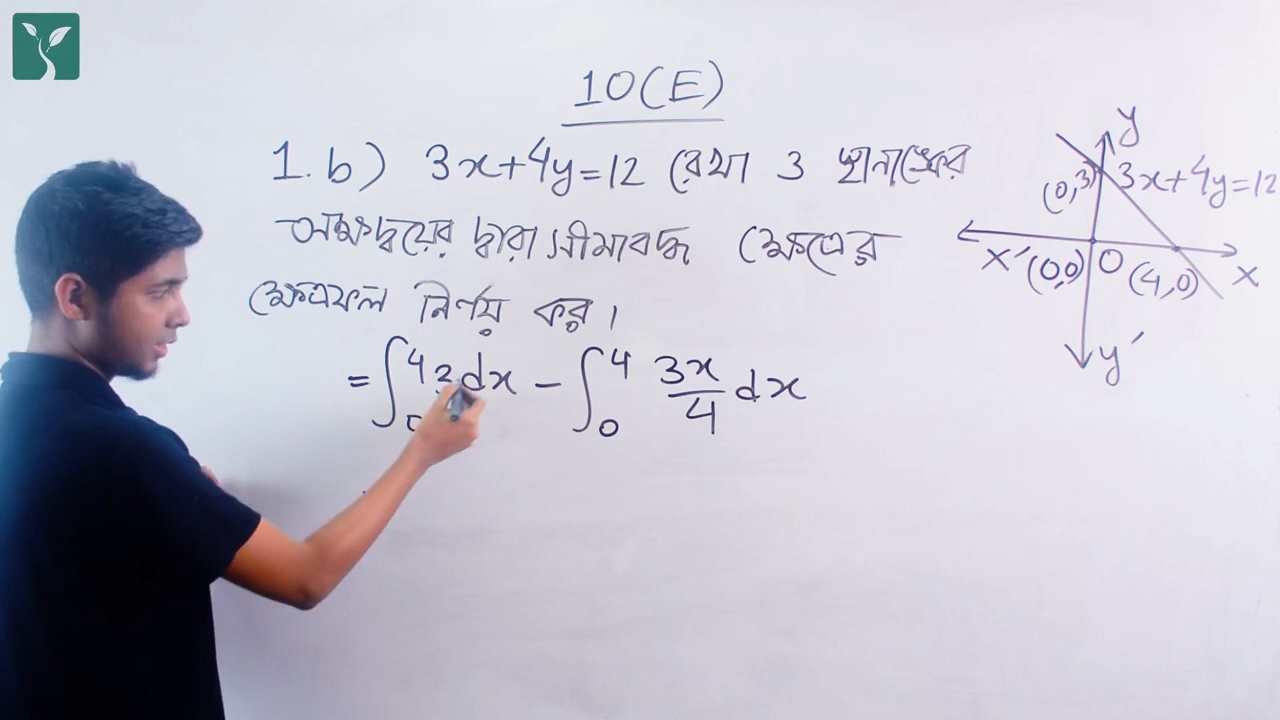 10(E)
1. b) 3x+4y=12 রেখা ও স্থানাঙ্কের
অক্ষদ্বয়ের দ্বারা সীমাবদ্ধ ক্ষেত্রের
ক্ষেত্রফল নির্ণয় কর।
= ∫₀⁴ 3dx − ∫₀⁴ 3x/4 dx
y
(0,3) 3x+4y=12
x′ (0,0) O (4,0) x
y′